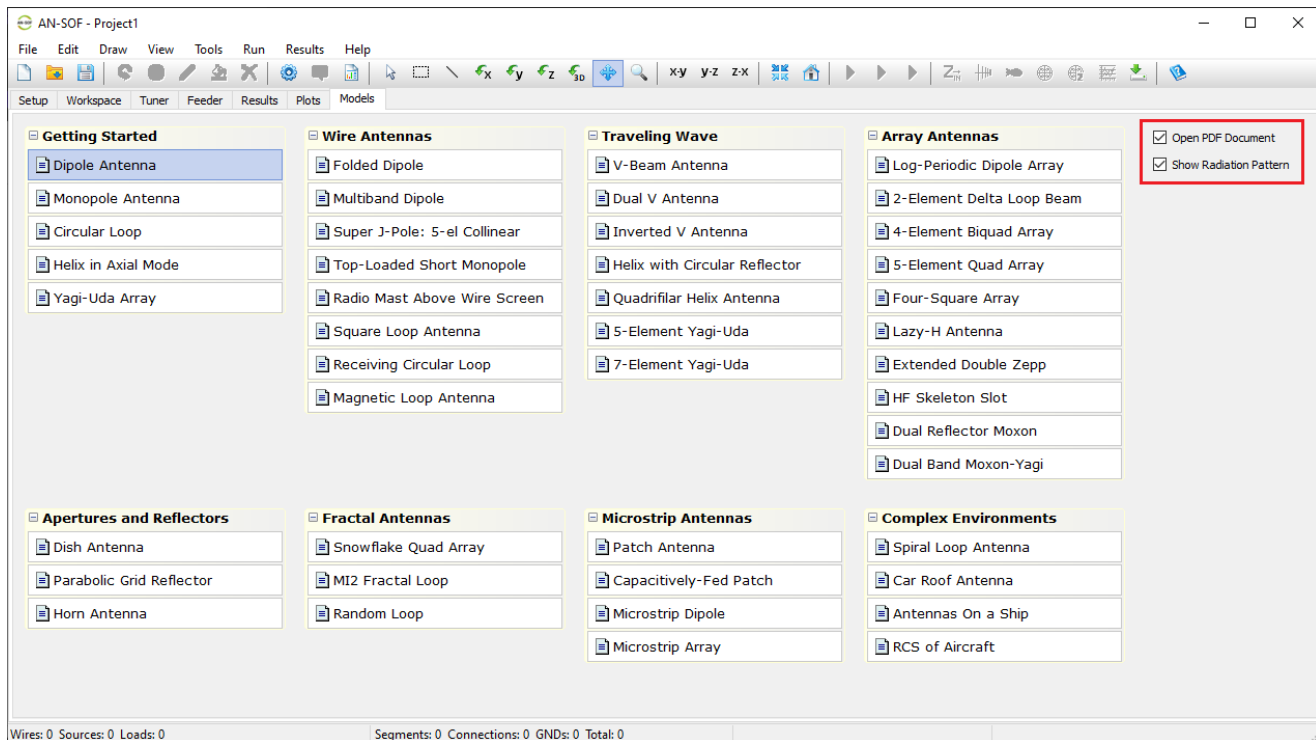 AN-SOF - Project1
File Edit Draw View Tools Run Results Help
x y z 3D x-y y-z z-x ZIN
Setup Workspace Tuner Feeder Results Plots Models
Getting Started
Dipole Antenna
Monopole Antenna
Circular Loop
Helix in Axial Mode
Yagi-Uda Array
Wire Antennas
Folded Dipole
Multiband Dipole
Super J-Pole: 5-el Collinear
Top-Loaded Short Monopole
Radio Mast Above Wire Screen
Square Loop Antenna
Receiving Circular Loop
Magnetic Loop Antenna
Traveling Wave
V-Beam Antenna
Dual V Antenna
Inverted V Antenna
Helix with Circular Reflector
Quadrifilar Helix Antenna
5-Element Yagi-Uda
7-Element Yagi-Uda
Array Antennas
Log-Periodic Dipole Array
2-Element Delta Loop Beam
4-Element Biquad Array
5-Element Quad Array
Four-Square Array
Lazy-H Antenna
Extended Double Zepp
HF Skeleton Slot
Dual Reflector Moxon
Dual Band Moxon-Yagi
Open PDF Document
Show Radiation Pattern
Apertures and Reflectors
Dish Antenna
Parabolic Grid Reflector
Horn Antenna
Fractal Antennas
Snowflake Quad Array
MI2 Fractal Loop
Random Loop
Microstrip Antennas
Patch Antenna
Capacitively-Fed Patch
Microstrip Dipole
Microstrip Array
Complex Environments
Spiral Loop Antenna
Car Roof Antenna
Antennas On a Ship
RCS of Aircraft
Wires: 0 Sources: 0 Loads: 0 Segments: 0 Connections: 0 GNDs: 0 Total: 0